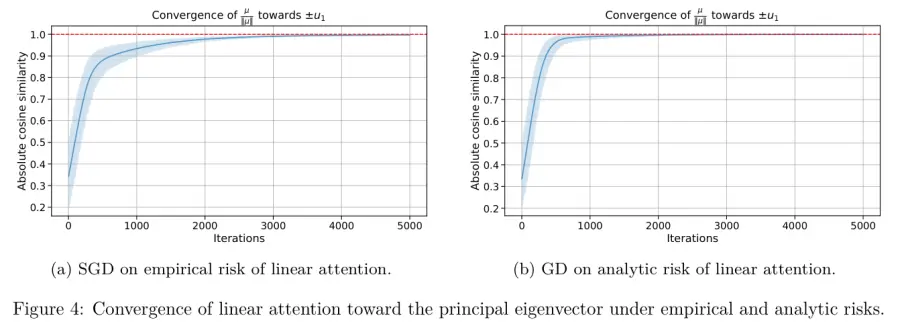 Convergence of μ/‖μ‖ towards ±u₁
1.0
0.9
0.8
0.7
0.6
0.5
0.4
0.3
0.2
Absolute cosine similarity
0 1000 2000 3000 4000 5000
Iterations
(a) SGD on empirical risk of linear attention.
Convergence of μ/‖μ‖ towards ±u₁
1.0
0.9
0.8
0.7
0.6
0.5
0.4
0.3
0.2
Absolute cosine similarity
0 1000 2000 3000 4000 5000
Iterations
(b) GD on analytic risk of linear attention.
Figure 4: Convergence of linear attention toward the principal eigenvector under empirical and analytic risks.